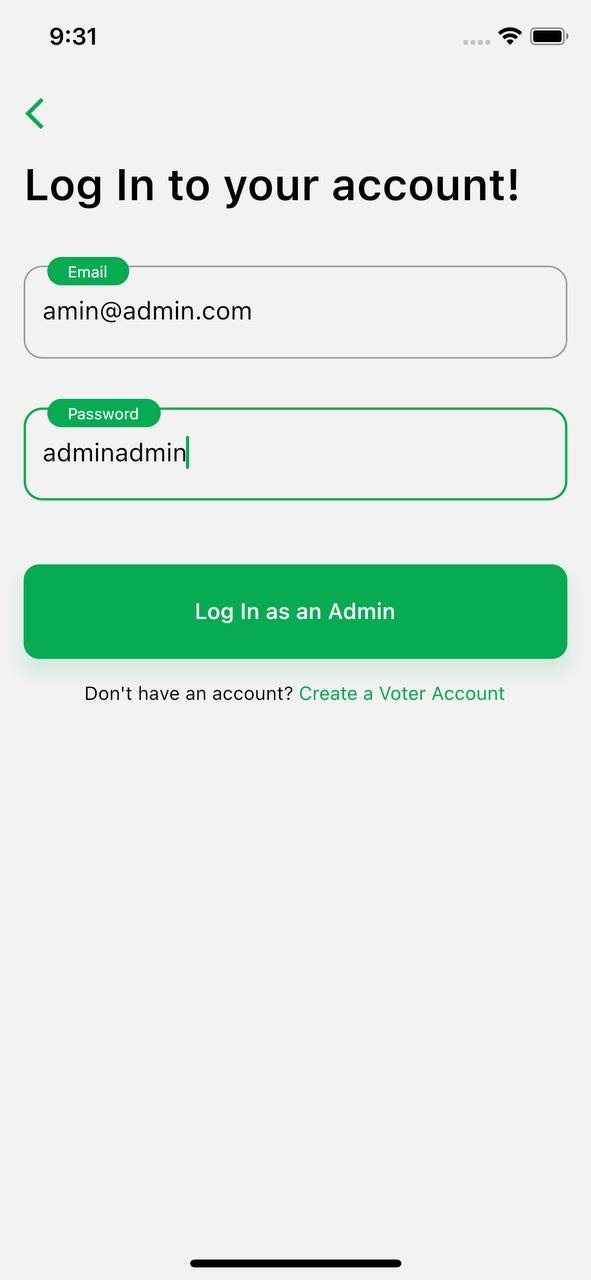 9:31
Log In to your account!
Email
amin@admin.com
Password
adminadmin
Log In as an Admin
Don't have an account? Create a Voter Account